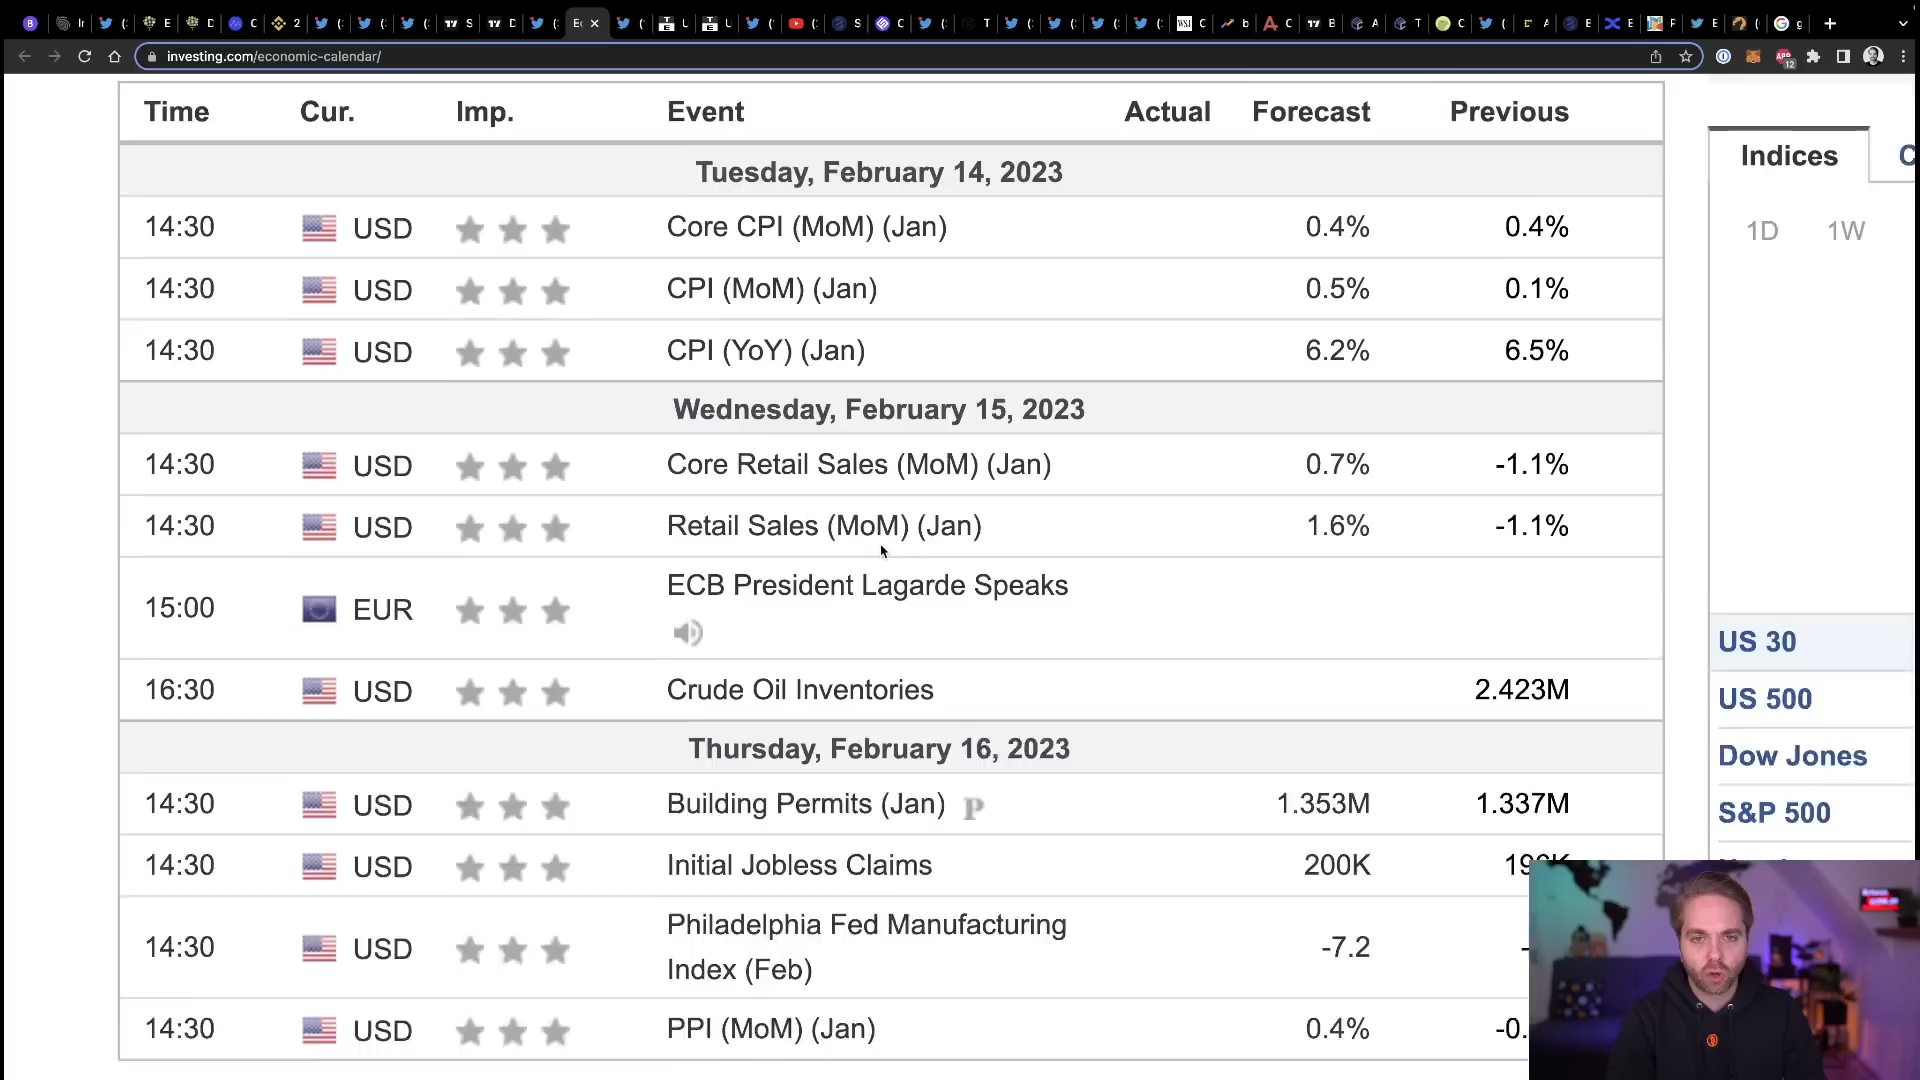 investing.com/economic-calendar/
Time Cur. Imp. Event Actual Forecast Previous
Tuesday, February 14, 2023
14:30 USD Core CPI (MoM) (Jan) 0.4% 0.4%
14:30 USD CPI (MoM) (Jan) 0.5% 0.1%
14:30 USD CPI (YoY) (Jan) 6.2% 6.5%
Wednesday, February 15, 2023
14:30 USD Core Retail Sales (MoM) (Jan) 0.7% -1.1%
14:30 USD Retail Sales (MoM) (Jan) 1.6% -1.1%
15:00 EUR ECB President Lagarde Speaks
16:30 USD Crude Oil Inventories 2.423M
Thursday, February 16, 2023
14:30 USD Building Permits (Jan) P 1.353M 1.337M
14:30 USD Initial Jobless Claims 200K
14:30 USD Philadelphia Fed Manufacturing
Index (Feb) -7.2
14:30 USD PPI (MoM) (Jan) 0.4% -0.
Indices
1D 1W
US 30
US 500
Dow Jones
S&P 500